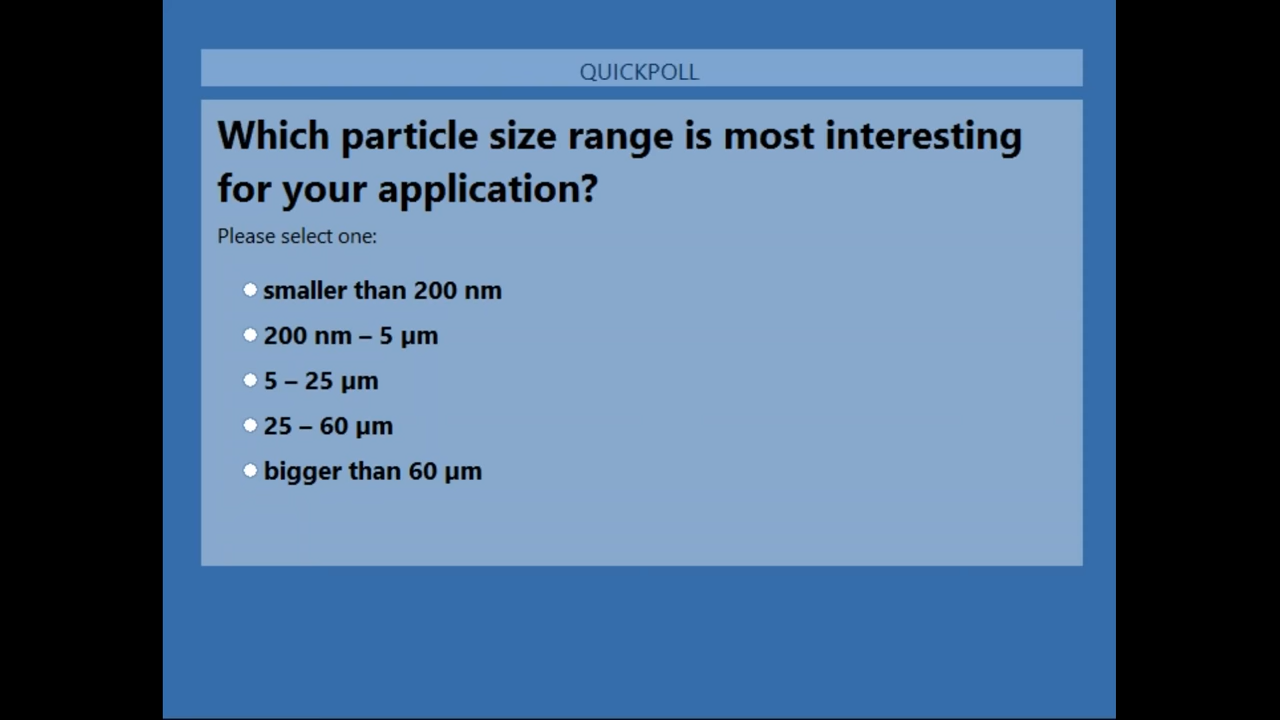 QUICKPOLL
Which particle size range is most interesting
for your application?
Please select one:
smaller than 200 nm
200 nm – 5 µm
5 – 25 µm
25 – 60 µm
bigger than 60 µm